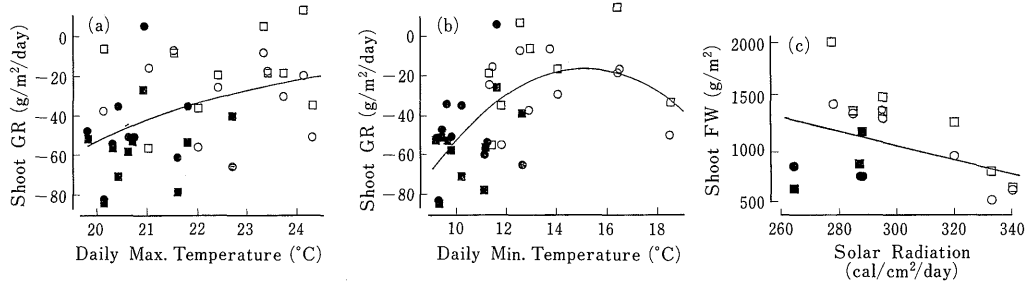 (a)
Shoot GR (g/m²/day)
0
−20
−40
−60
−80
20
21
22
23
24
Daily Max. Temperature (°C)
(b)
Shoot GR (g/m²/day)
0
−20
−40
−60
−80
10
12
14
16
18
Daily Min. Temperature (°C)
(c)
Shoot FW (g/m²)
2000
1500
1000
500
260
280
300
320
340
Solar Radiation
(cal/cm²/day)